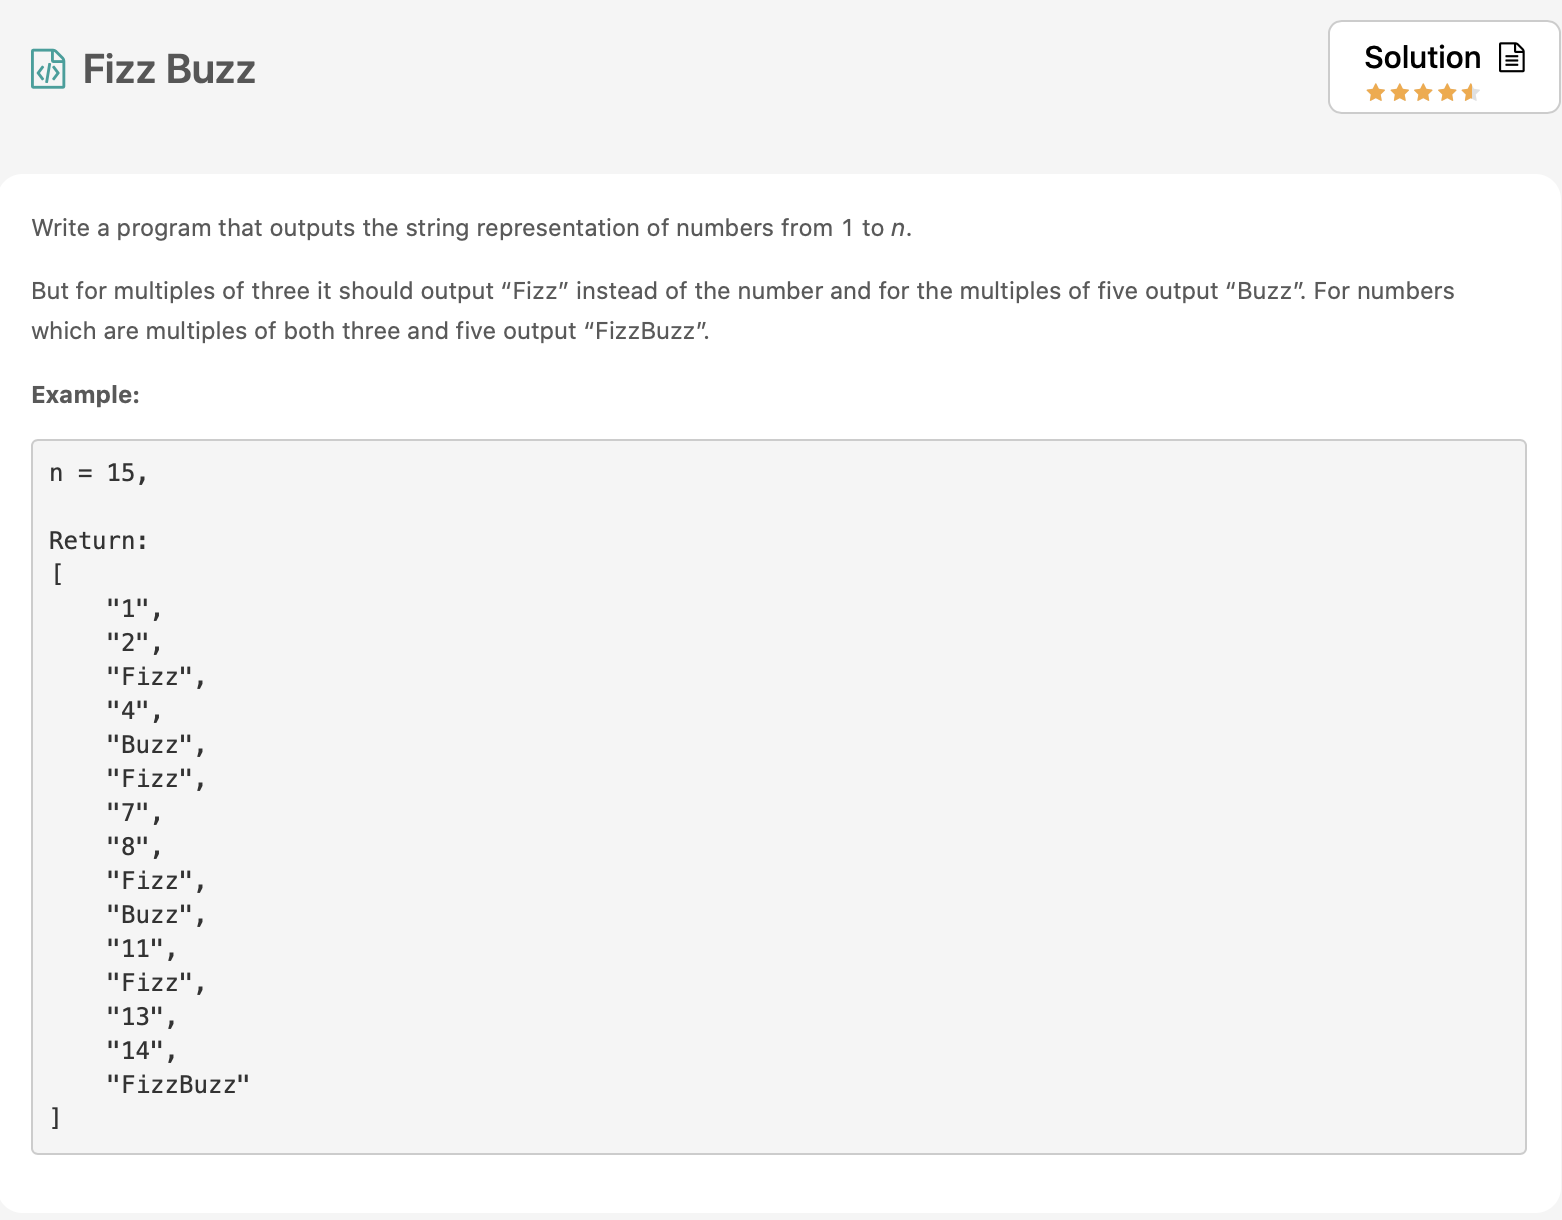 Fizz Buzz
Solution
Write a program that outputs the string representation of numbers from 1 to n.
But for multiples of three it should output “Fizz” instead of the number and for the multiples of five output “Buzz”. For numbers
which are multiples of both three and five output “FizzBuzz”.
Example:
n = 15,
Return:
[
    "1",
    "2",
    "Fizz",
    "4",
    "Buzz",
    "Fizz",
    "7",
    "8",
    "Fizz",
    "Buzz",
    "11",
    "Fizz",
    "13",
    "14",
    "FizzBuzz"
]